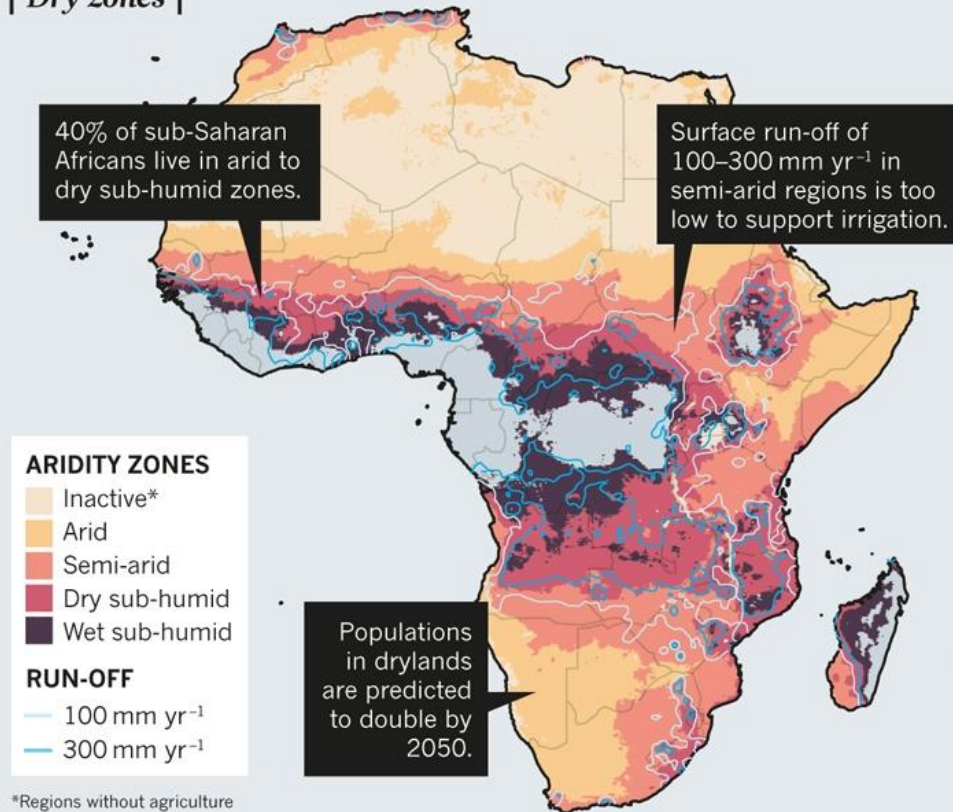 | Dry zones |
40% of sub-Saharan
Africans live in arid to
dry sub-humid zones.
Surface run-off of
100–300 mm yr⁻¹ in
semi-arid regions is too
low to support irrigation.
ARIDITY ZONES
Inactive*
Arid
Semi-arid
Dry sub-humid
Wet sub-humid
RUN-OFF
100 mm yr⁻¹
300 mm yr⁻¹
Populations
in drylands
are predicted
to double by
2050.
*Regions without agriculture